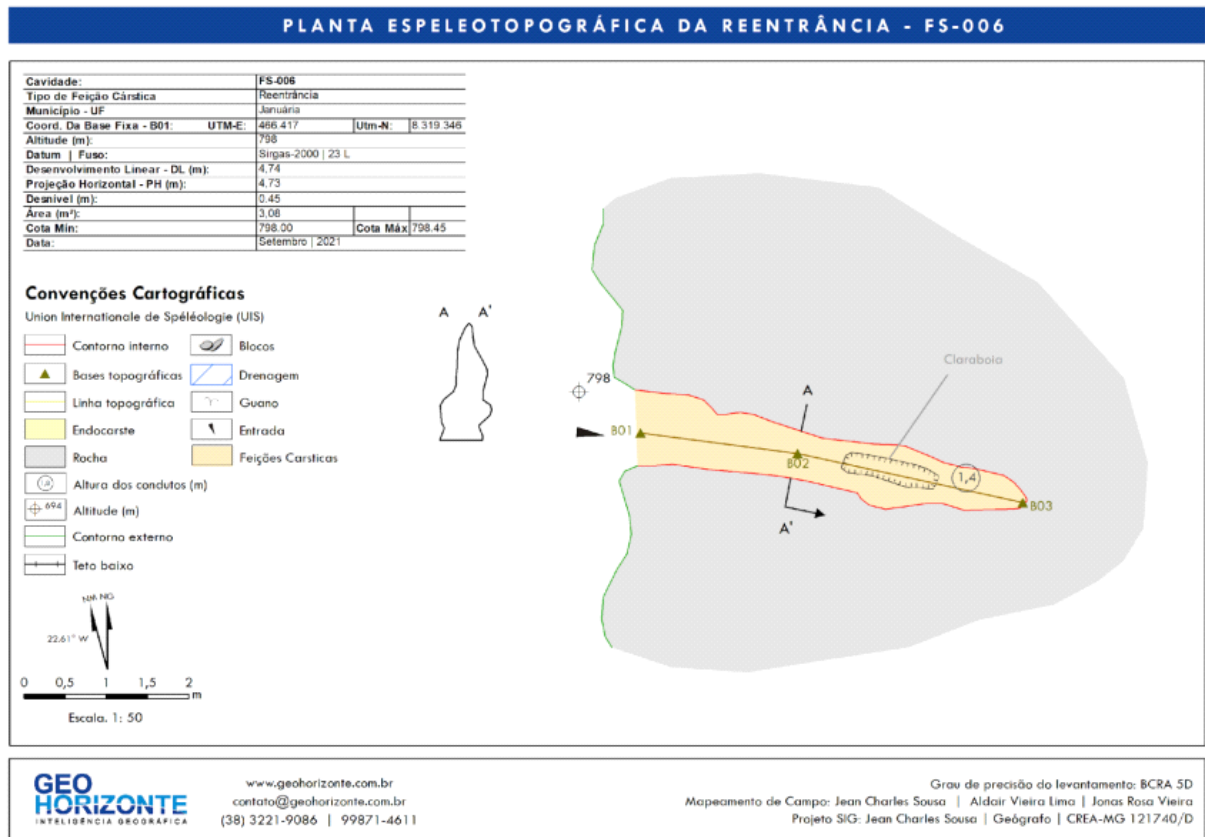 PLANTA ESPELEOTOPOGRÁFICA DA REENTRÂNCIA - FS-006
Cavidade: FS-006
Tipo de Feição Cárstica Reentrância
Município - UF Januária
Coord. Da Base Fixa - B01: UTM-E: 466.417 Utm-N: 8.319.346
Altitude (m): 798
Datum | Fuso: Sirgas-2000 | 23 L
Desenvolvimento Linear - DL (m): 4,74
Projeção Horizontal - PH (m): 4,73
Desnível (m): 0.45
Área (m²): 3,08
Cota Mín: 798.00 Cota Máx 798.45
Data: Setembro | 2021
Convenções Cartográficas
Union Internationale de Spéléologie (UIS)
Contorno interno Blocos
Bases topográficas Drenagem
Linha topográfica Guano
Endocarste Entrada
Rocha Feições Carsticas
Altura dos condutos (m)
694 Altitude (m)
Contorno externo
Teto baixo
NM NG
22.61° W
0 0,5 1 1,5 2
m
Escala. 1: 50
A A'
798
Claraboia
A
B01
B02
1,4
B03
A'
GEO
HORIZONTE
INTELIGÊNCIA GEOGRÁFICA
www.geohorizonte.com.br
contato@geohorizonte.com.br
(38) 3221-9086 | 99871-4611
Grau de precisão do levantamento: BCRA 5D
Mapeamento de Campo: Jean Charles Sousa | Aldair Vieira Lima | Jonas Rosa Vieira
Projeto SIG: Jean Charles Sousa | Geógrafo | CREA-MG 121740/D